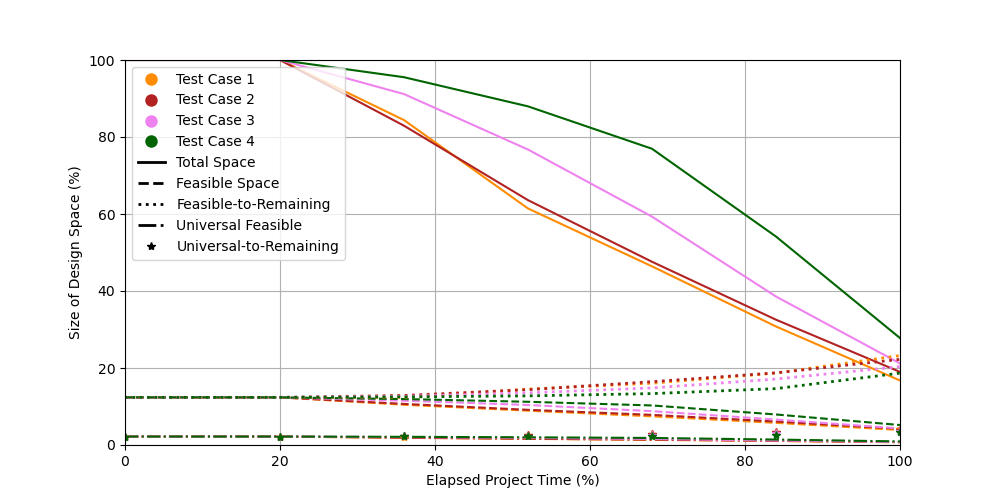 100
80
60
40
20
0
Size of Design Space (%)
Test Case 1
Test Case 2
Test Case 3
Test Case 4
Total Space
Feasible Space
Feasible-to-Remaining
Universal Feasible
Universal-to-Remaining
0 20 40 60 80 100
Elapsed Project Time (%)